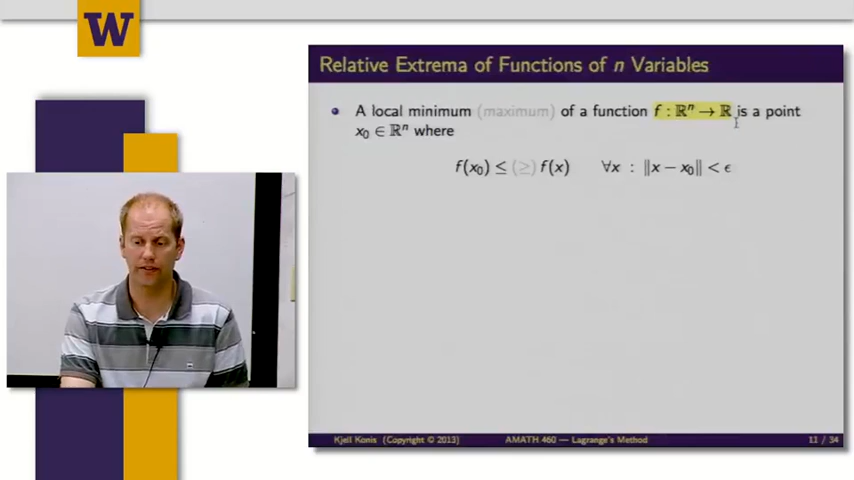 W
Relative Extrema of Functions of n Variables
A local minimum (maximum) of a function f : ℝⁿ → ℝ is a point
x₀ ∈ ℝⁿ where
f(x₀) ≤ (≥) f(x) ∀x : ‖x − x₀‖ < ϵ
Kjell Konis (Copyright © 2013) AMATH 460 — Lagrange's Method 11 / 34